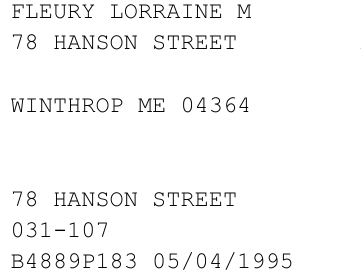 FLEURY LORRAINE M
78 HANSON STREET
WINTHROP ME 04364
78 HANSON STREET
031-107
B4889P183 05/04/1995